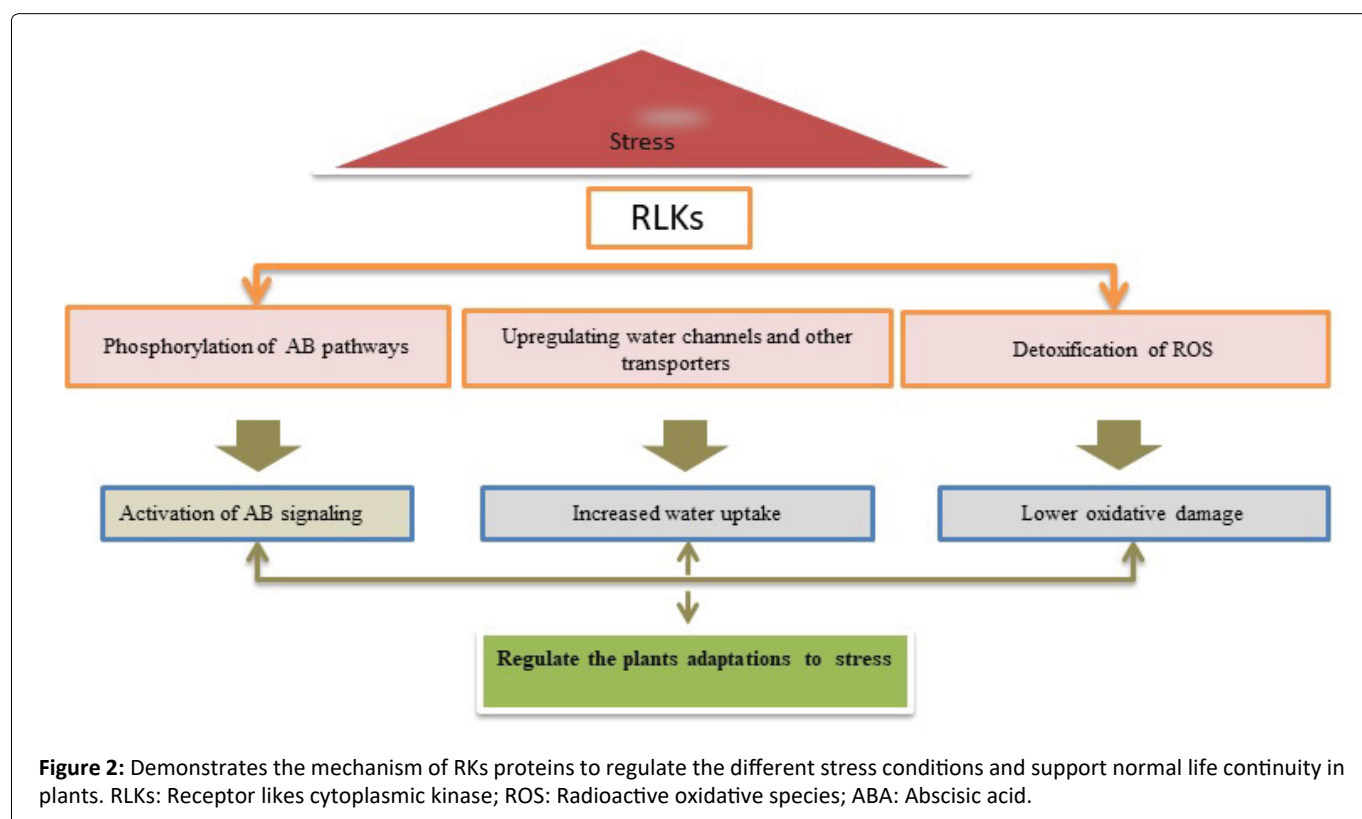 Stress
RLKs
Phosphorylation of AB pathways
Upregulating water channels and other
transporters
Detoxification of ROS
Activation of AB signaling
Increased water uptake
Lower oxidative damage
Regulate the plants adaptations to stress
Figure 2: Demonstrates the mechanism of RKs proteins to regulate the different stress conditions and support normal life continuity in
plants. RLKs: Receptor likes cytoplasmic kinase; ROS: Radioactive oxidative species; ABA: Abscisic acid.